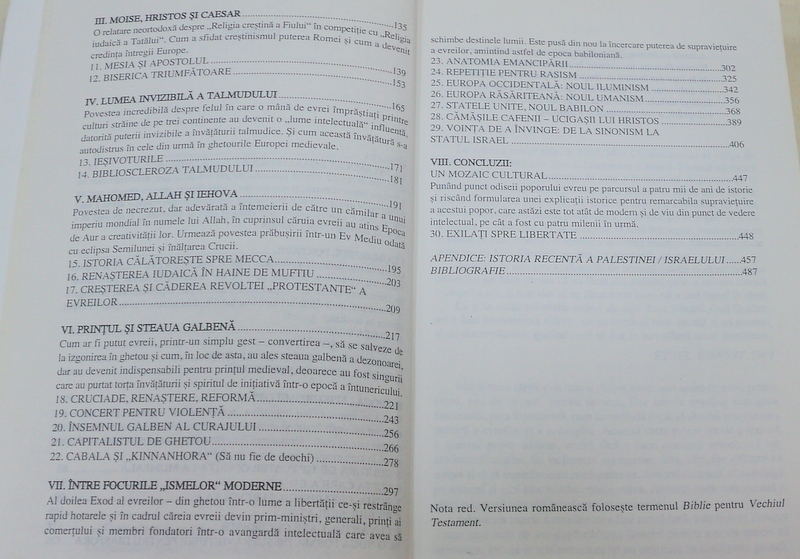 III. MOISE, HRISTOS ȘI CAESAR ...135
O relatare neortodoxă despre „Religia creștină a Fiului” în competiție cu „Religia
iudaică a Tatălui”. Cum a sfidat creștinismul puterea Romei și cum a devenit
credința întregii Europe.
11. MESIA ȘI APOSTOLUL ...139
12. BISERICA TRIUMFĂTOARE ...153
IV. LUMEA INVIZIBILĂ A TALMUDULUI ...165
Povestea incredibilă despre felul în care o mână de evrei împrăștiați printre
culturi străine de pe trei continente au devenit o „lume intelectuală” influentă,
datorită puterii invizibile a învățăturii talmudice. Și cum această învățătură s-a
autodistrus în cele din urmă în ghetourile Europei medievale.
13. IEȘIVOTURILE ...171
14. BIBLIOSCLEROZA TALMUDULUI ...181
V. MAHOMED, ALLAH ȘI IEHOVA ...191
Povestea de necrezut, dar adevărată a întemeierii de către un cămilar a unui
imperiu mondial în numele lui Allah, în cuprinsul căruia evreii au atins Epoca
de Aur a creativității lor. Urmează povestea prăbușirii într-un Ev Mediu odată
cu eclipsa Semilunei și înălțarea Crucii.
15. ISTORIA CĂLĂTOREȘTE SPRE MECCA ...195
16. RENAȘTEREA IUDAICĂ ÎN HAINE DE MUFTIU ...203
17. CREȘTEREA ȘI CĂDEREA REVOLTEI „PROTESTANTE” A
EVREILOR ...209
VI. PRINȚUL ȘI STEAUA GALBENĂ ...217
Cum ar fi putut evreii, printr-un simplu gest – convertirea –, să se salveze de
la izgonirea în ghetou și cum, în loc de asta, au ales steaua galbenă a dezonoarei,
dar au devenit indispensabili pentru prințul medieval, deoarece au fost singurii
care au purtat torța învățăturii și spiritul de inițiativă într-o epocă a întunericului.
18. CRUCIADE, RENAȘTERE, REFORMĂ ...221
19. CONCERT PENTRU VIOLENȚĂ ...243
20. ÎNSEMNUL GALBEN AL CURAJULUI ...256
21. CAPITALISTUL DE GHETOU ...266
22. CABALA ȘI „KINNANHORA” (Să nu fie de deochi) ...278
VII. ÎNTRE FOCURILE „ISMELOR” MODERNE ...297
Al doilea Exod al evreilor – din ghetou într-o lume a libertății ce-și restrânge
rapid hotarele și în cadrul căreia evreii devin prim-miniștri, generali, prinți ai
comerțului și membri fondatori într-o avangardă intelectuală care avea să
schimbe destinele lumii. Este pusă din nou la încercare puterea de supraviețuire
a evreilor, amintind astfel de epoca babiloniană.
23. ANATOMIA EMANCIPĂRII ...302
24. REPETIȚIE PENTRU RASISM ...325
25. EUROPA OCCIDENTALĂ: NOUL ILUMINISM ...342
26. EUROPA RĂSĂRITEANĂ: NOUL UMANISM ...356
27. STATELE UNITE, NOUL BABILON ...368
28. CĂMĂȘILE CAFENII – UCIGAȘII LUI HRISTOS ...389
29. VOINȚA DE A ÎNVINGE: DE LA SINONISM LA
STATUL ISRAEL ...406
VIII. CONCLUZII:
UN MOZAIC CULTURAL ...447
Punând punct odiseii poporului evreu pe parcursul a patru mii de ani de istorie
și riscând formularea unei explicații istorice pentru remarcabila supraviețuire
a acestui popor, care astăzi este tot atât de modern și de viu din punct de vedere
intelectual, pe cât a fost cu patru milenii în urmă.
30. EXILAȚI SPRE LIBERTATE ...448
APENDICE: ISTORIA RECENTĂ A PALESTINEI / ISRAELULUI ...457
BIBLIOGRAFIE ...487
Nota red. Versiunea românească folosește termenul Biblie pentru Vechiul
Testament.